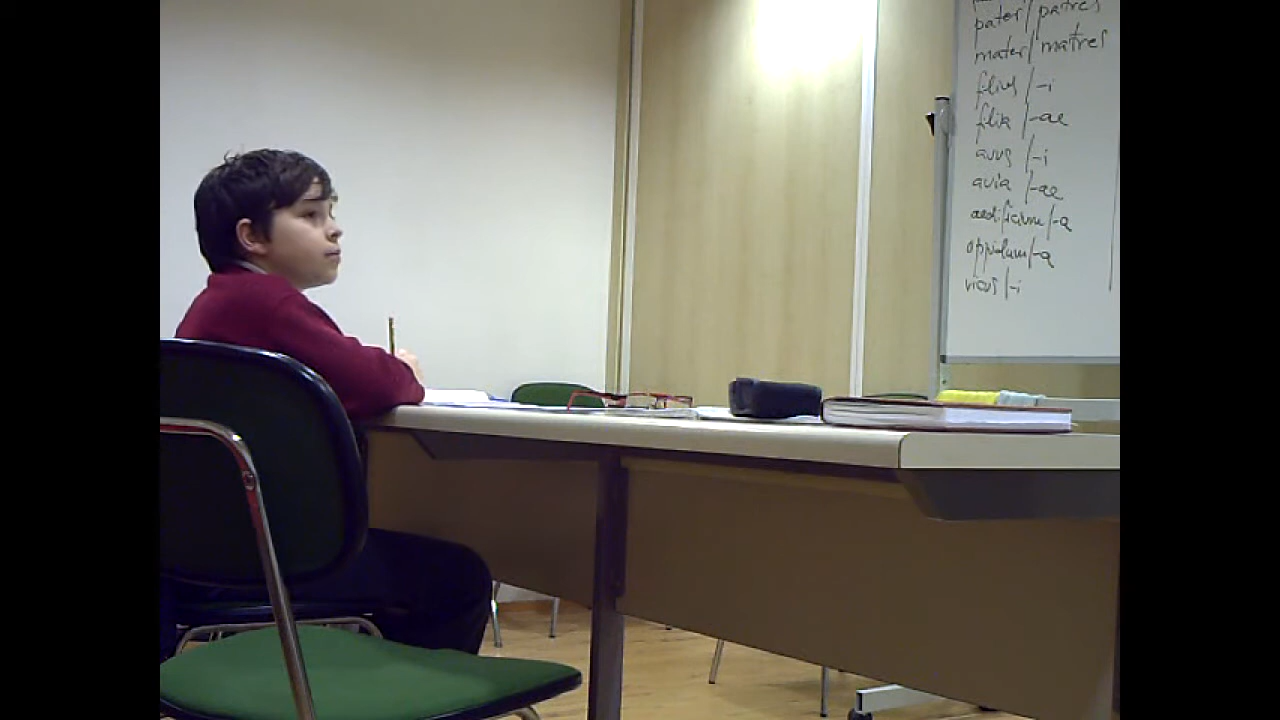 pater/patres
mater/matres
filius/-i
filia/-ae
avus/-i
avia/-ae
aedificium/-a
oppidum/-a
vicus/-i